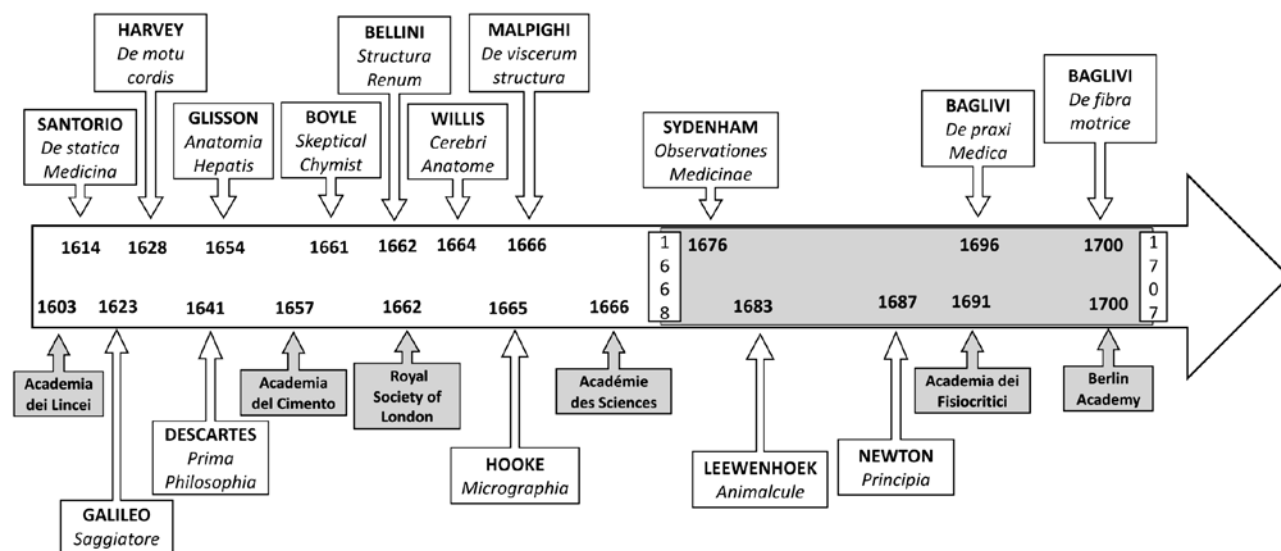 HARVEY
De motu
cordis
BELLINI
Structura
Renum
MALPIGHI
De viscerum
structura
BAGLIVI
De fibra
motrice
SANTORIO
De statica
Medicina
GLISSON
Anatomia
Hepatis
BOYLE
Skeptical
Chymist
WILLIS
Cerebri
Anatome
SYDENHAM
Observationes
Medicinae
BAGLIVI
De praxi
Medica
1614 1628 1654 1661 1662 1664 1666 1676 1696 1700
1668
1707
1603 1623 1641 1657 1662 1665 1666 1683 1687 1691 1700
Academia
dei Lincei
Academia
del Cimento
Royal
Society of
London
Académie
des Sciences
Academia dei
Fisiocritici
Berlin
Academy
DESCARTES
Prima
Philosophia
HOOKE
Micrographia
LEEWENHOEK
Animalcule
NEWTON
Principia
GALILEO
Saggiatore